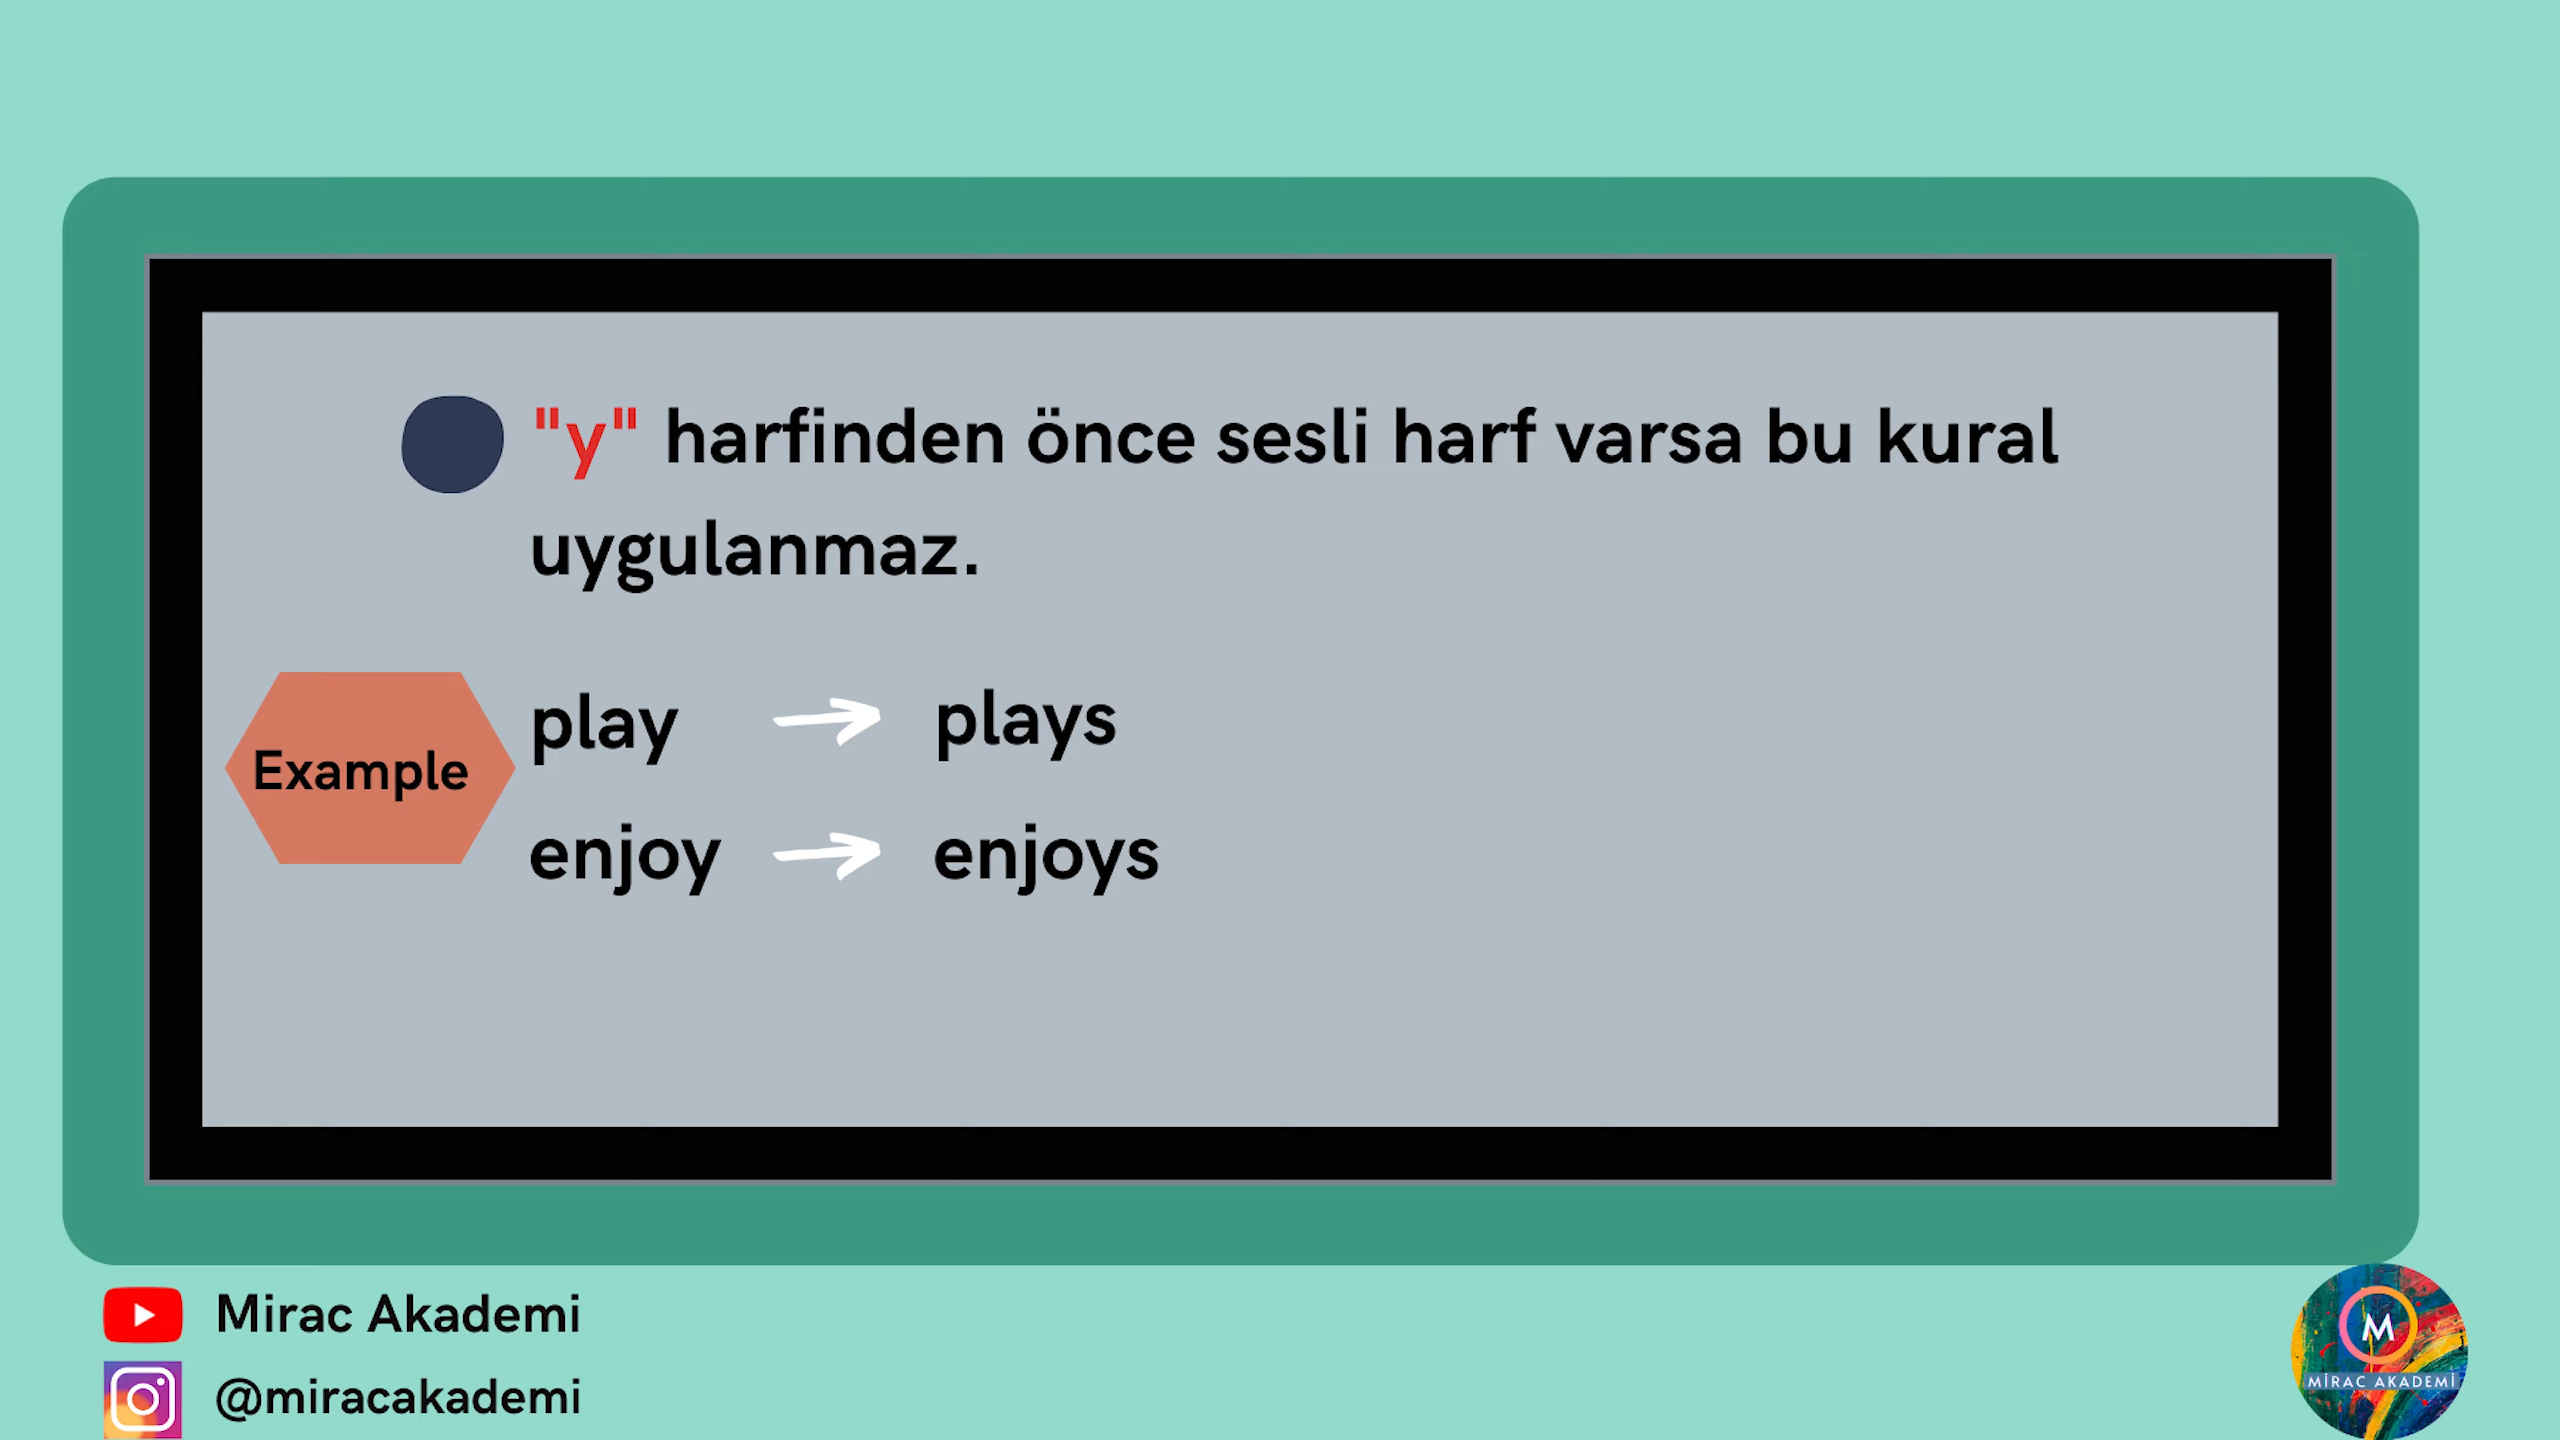 "y" harfinden önce sesli harf varsa bu kural
uygulanmaz.
Example
play → plays
enjoy → enjoys
Mirac Akademi
@miracakademi
M
MİRAC AKADEMİ